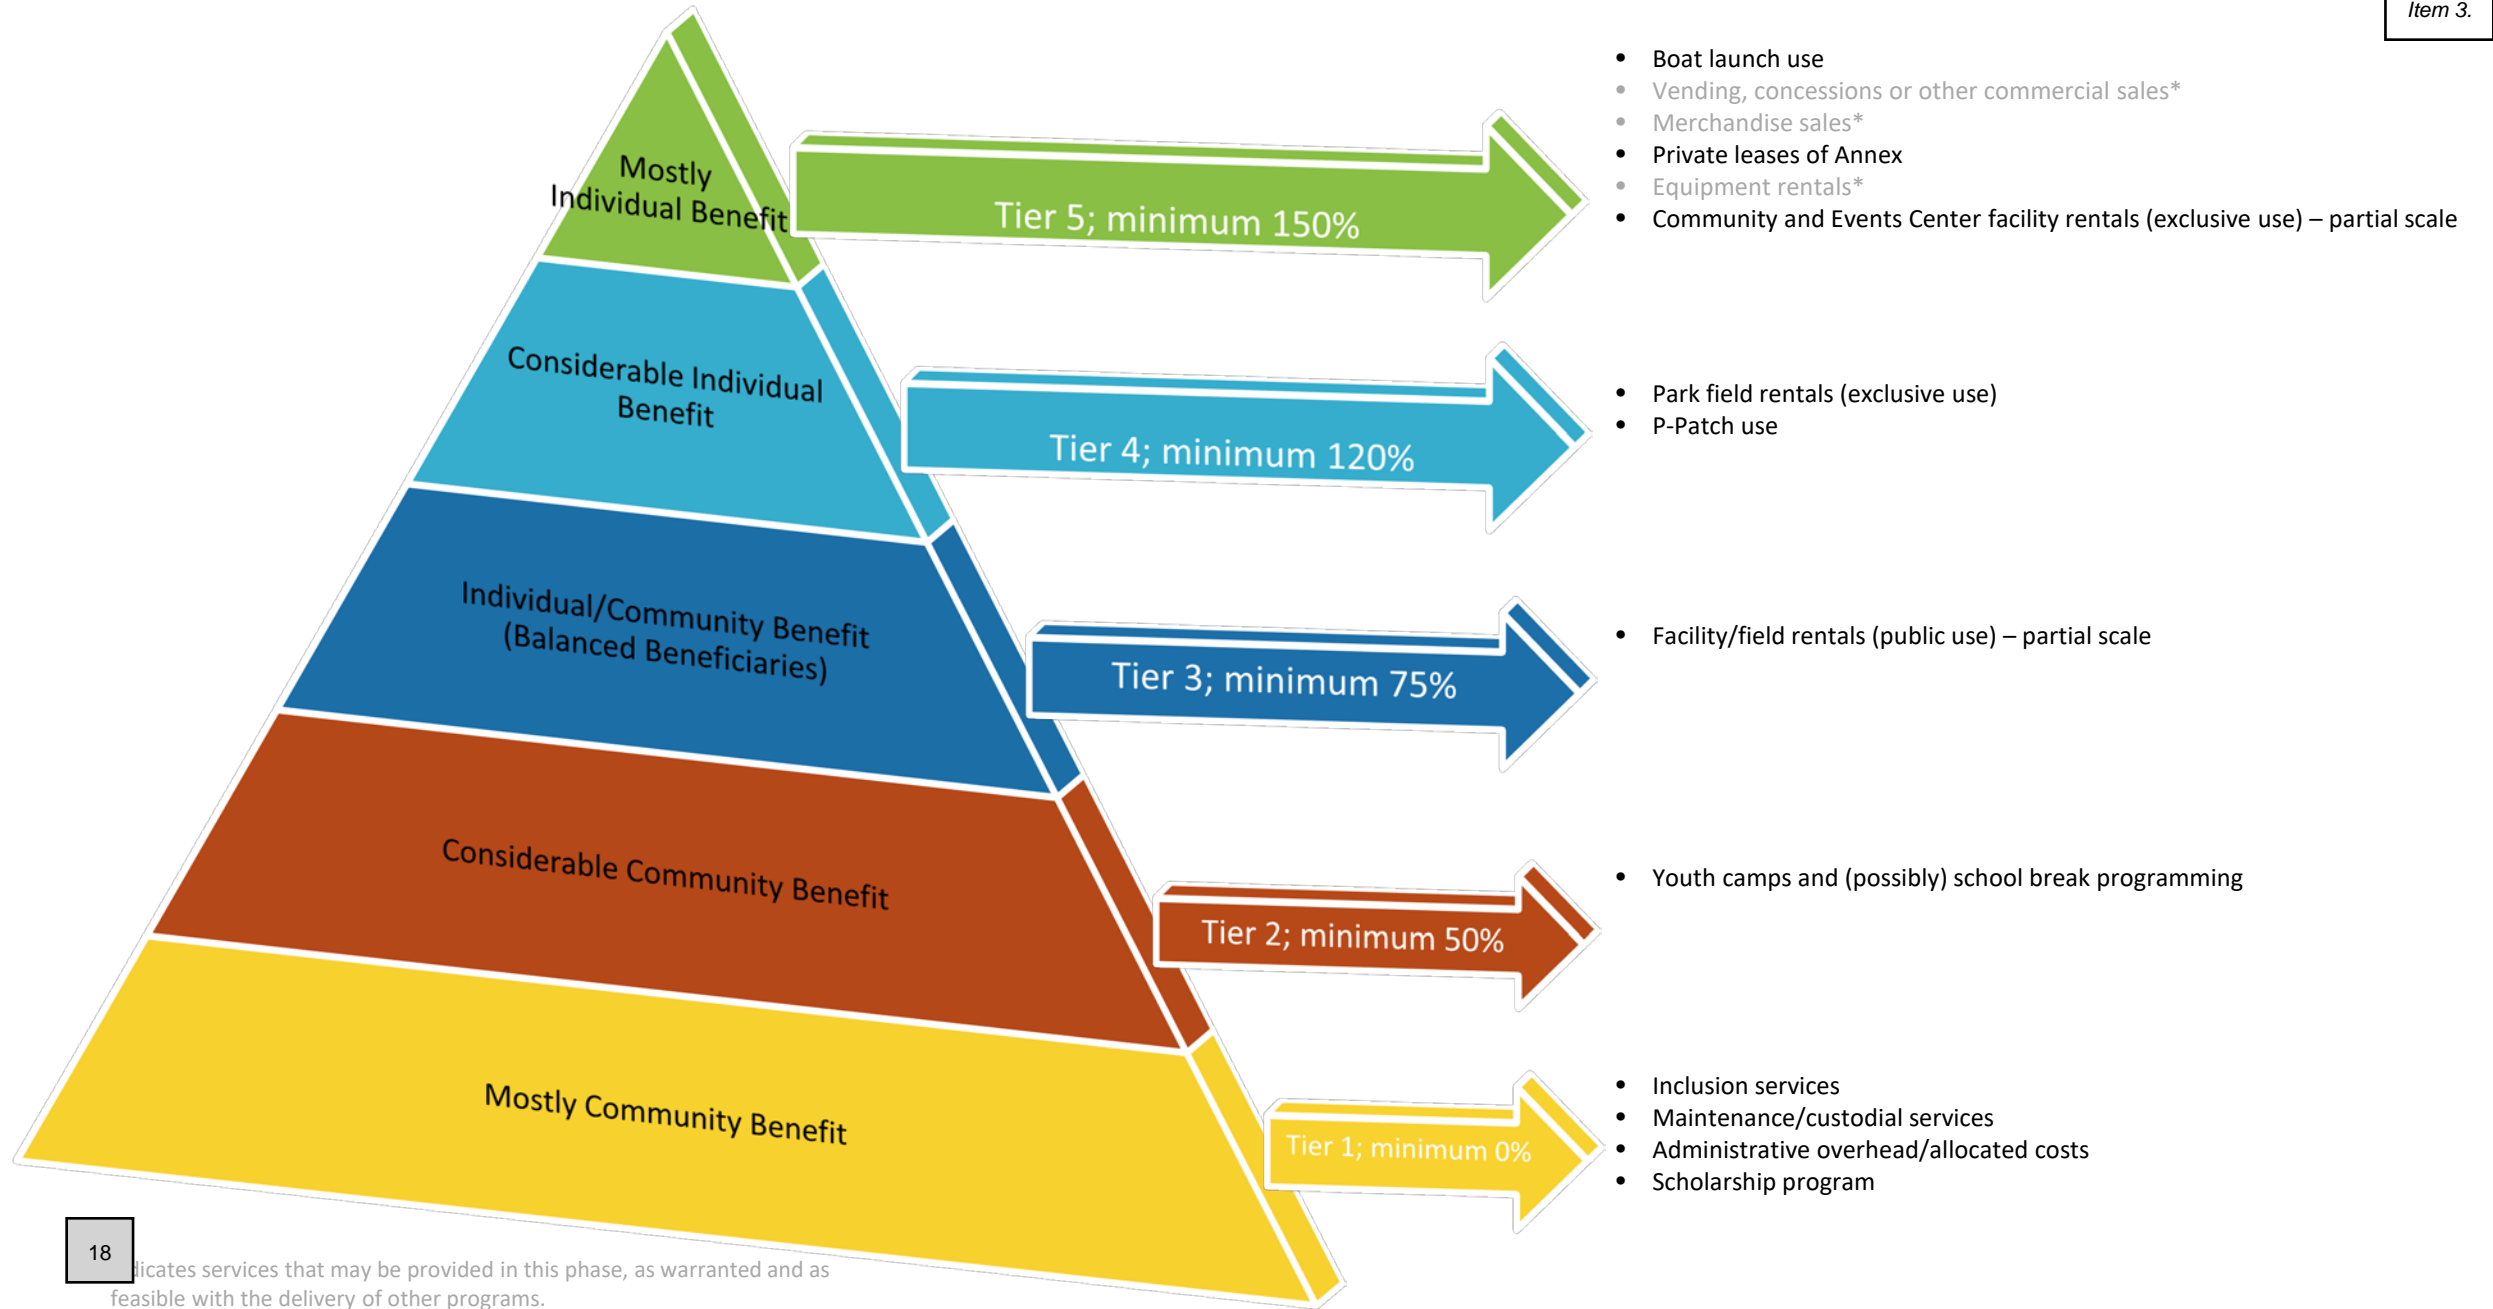 Item 3.
Mostly
Individual Benefit
Tier 5; minimum 150%
• Boat launch use
• Vending, concessions or other commercial sales*
• Merchandise sales*
• Private leases of Annex
• Equipment rentals*
• Community and Events Center facility rentals (exclusive use) – partial scale
Considerable Individual
Benefit
Tier 4; minimum 120%
• Park field rentals (exclusive use)
• P-Patch use
Individual/Community Benefit
(Balanced Beneficiaries)
Tier 3; minimum 75%
• Facility/field rentals (public use) – partial scale
Considerable Community Benefit
Tier 2; minimum 50%
• Youth camps and (possibly) school break programming
Mostly Community Benefit
Tier 1; minimum 0%
• Inclusion services
• Maintenance/custodial services
• Administrative overhead/allocated costs
• Scholarship program
18
services that may be provided in this phase, as warranted and as
feasible with the delivery of other programs.